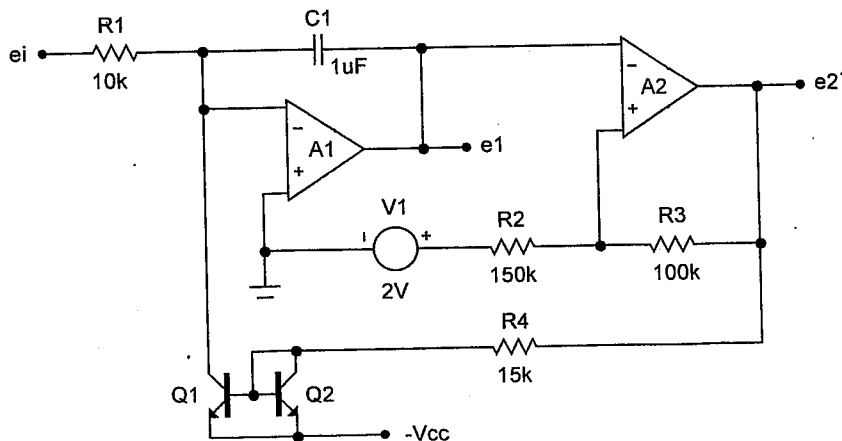 R1
C1
ei
10k
1uF
A1
e1
A2
e2
V1
2V
R2
150k
R3
100k
R4
15k
Q1
Q2
-Vcc